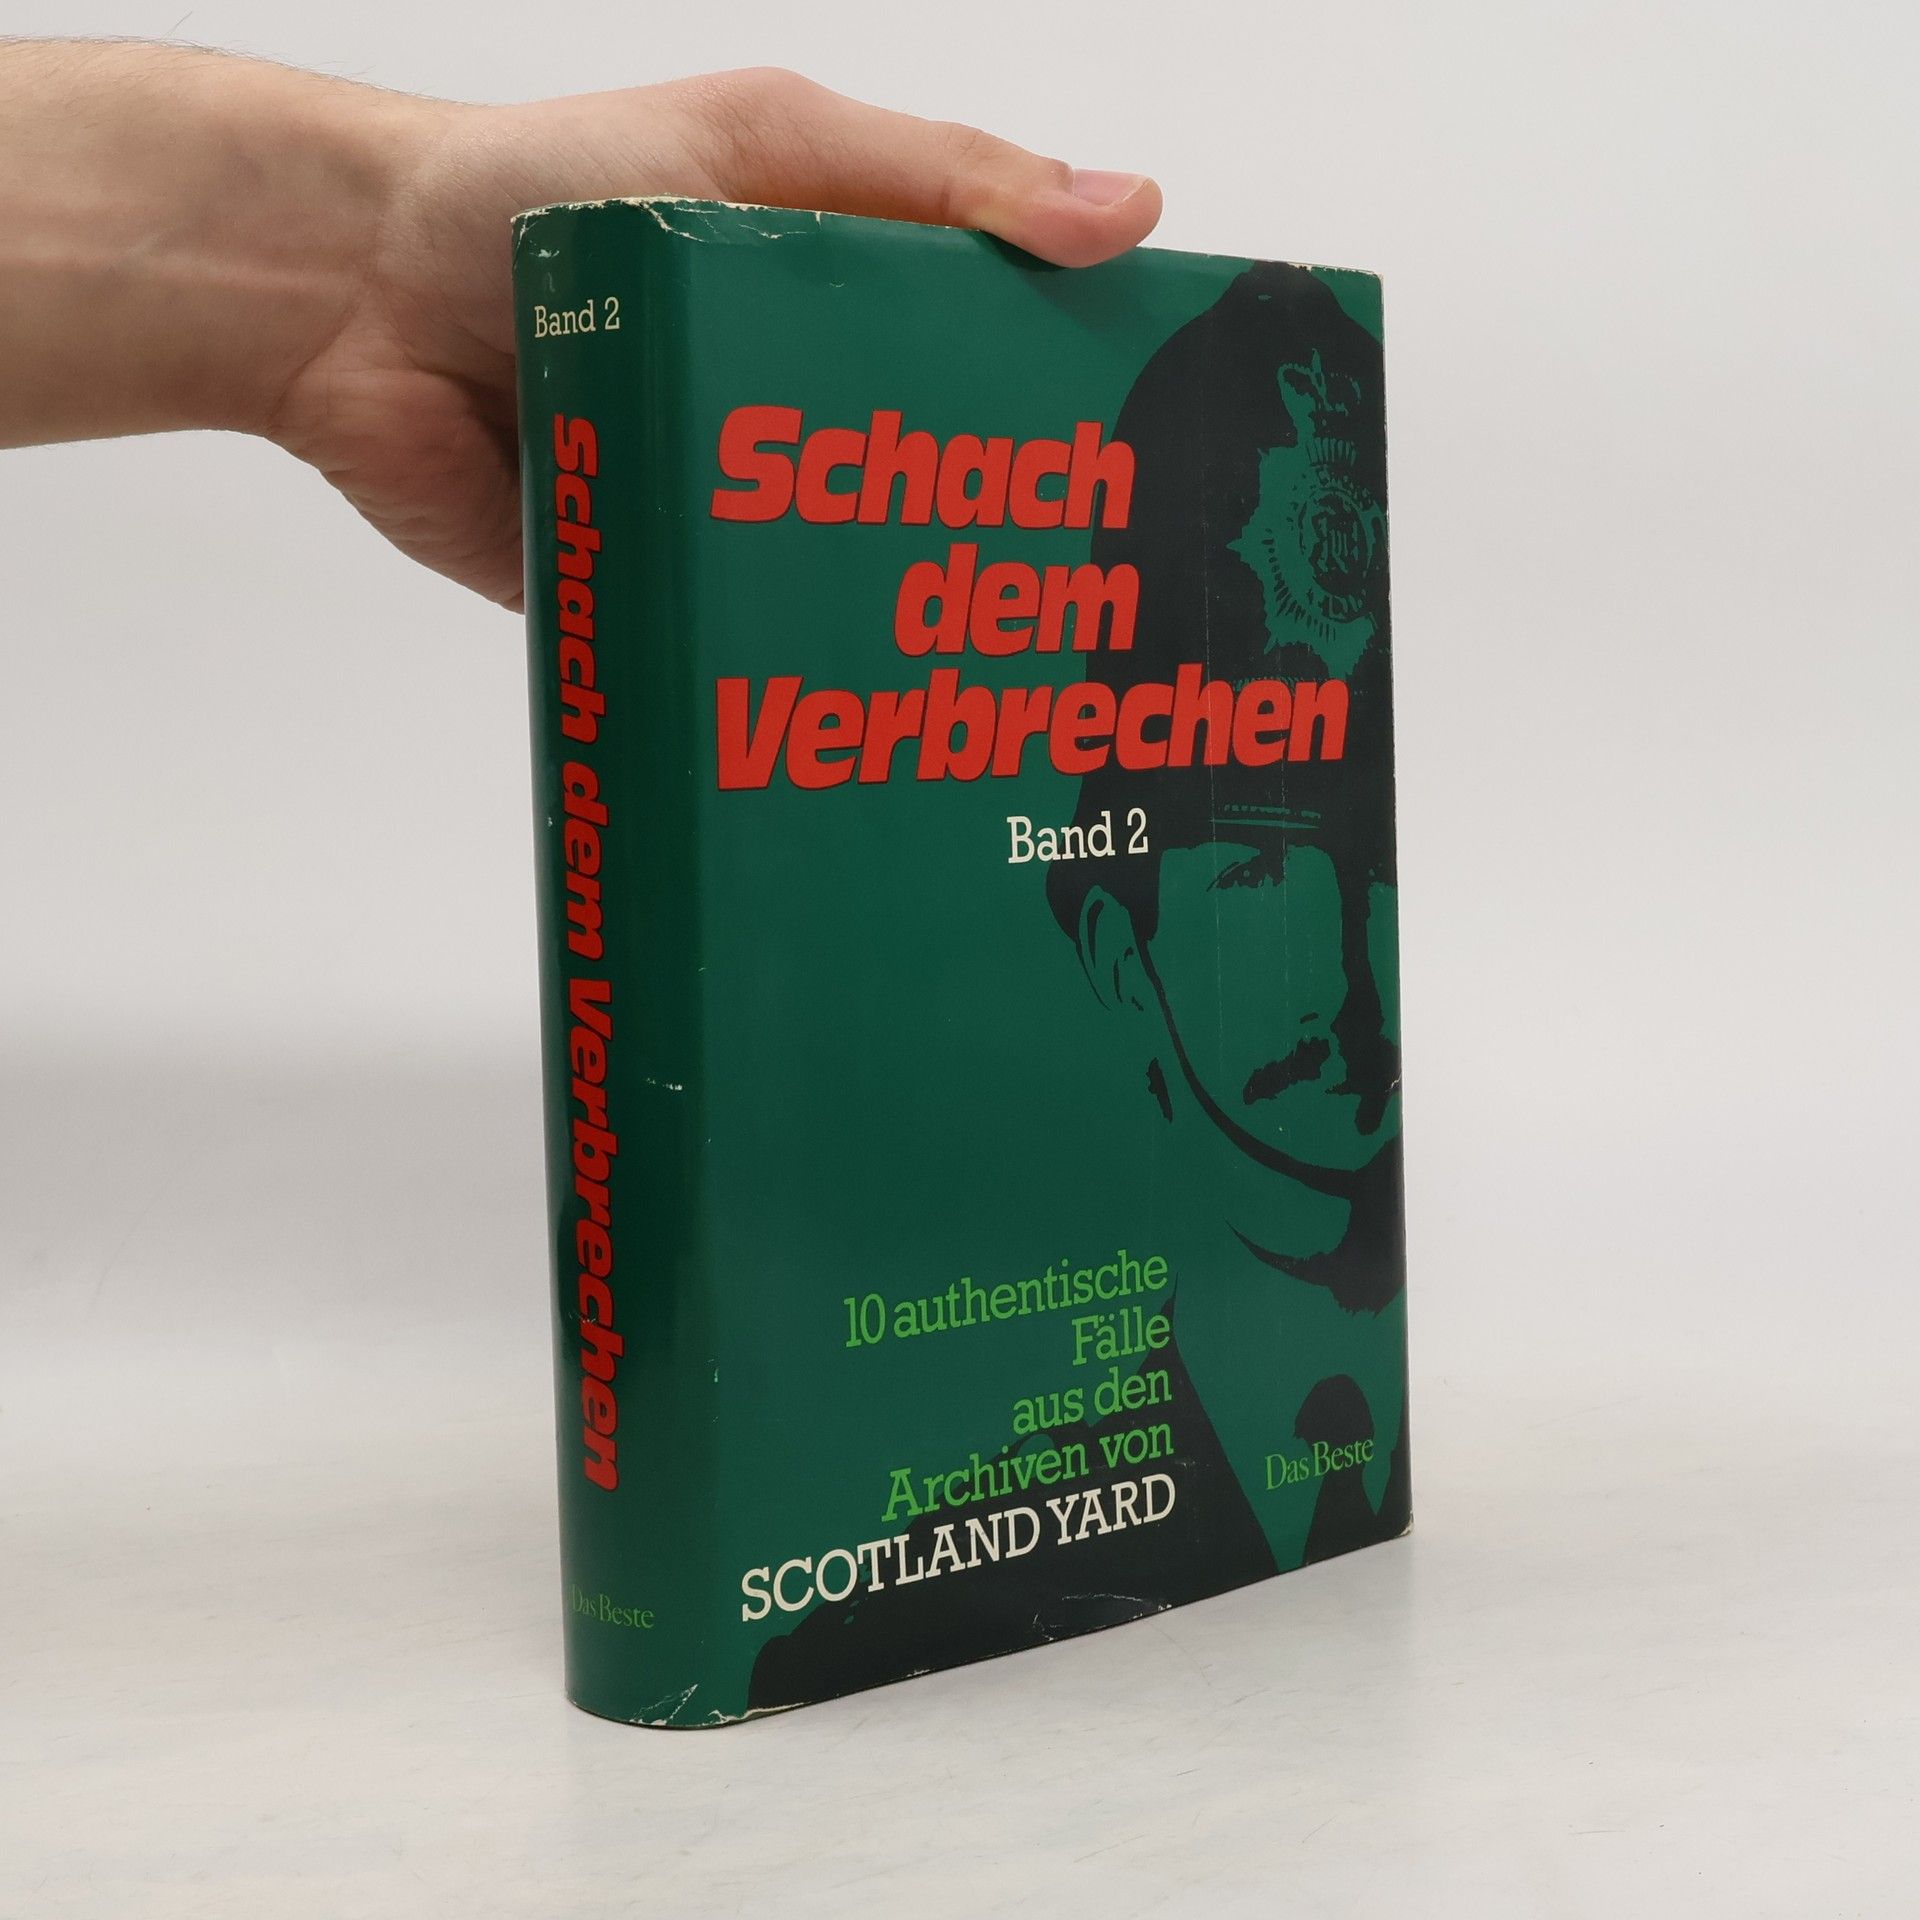 Band 2
Schach dem Verbrechen
Das Beste
Schach
dem
Verbrechen
Band 2
10 authentische
Fälle
aus den
Archiven von
SCOTLAND YARD
Das Beste